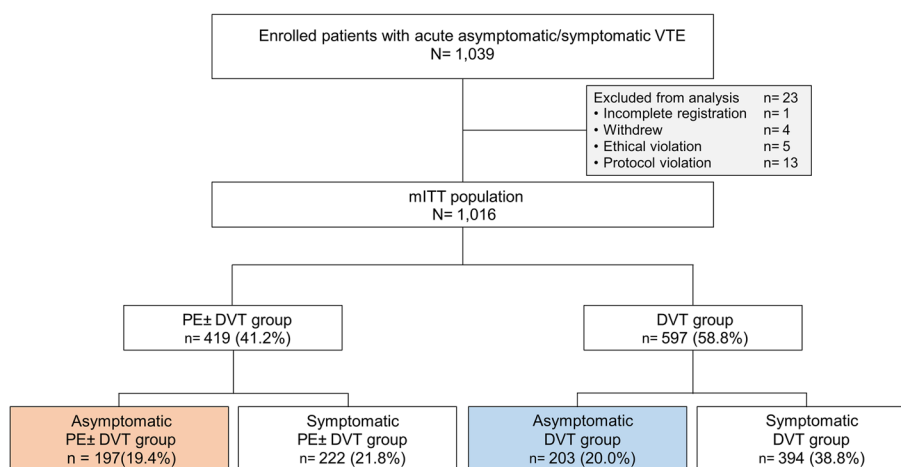 Enrolled patients with acute asymptomatic/symptomatic VTE
N= 1,039
Excluded from analysis n= 23
• Incomplete registration n= 1
• Withdrew n= 4
• Ethical violation n= 5
• Protocol violation n= 13
mITT population
N= 1,016
PE± DVT group
n= 419 (41.2%)
DVT group
n= 597 (58.8%)
Asymptomatic
PE± DVT group
n = 197(19.4%)
Symptomatic
PE± DVT group
n= 222 (21.8%)
Asymptomatic
DVT group
n= 203 (20.0%)
Symptomatic
DVT group
n= 394 (38.8%)